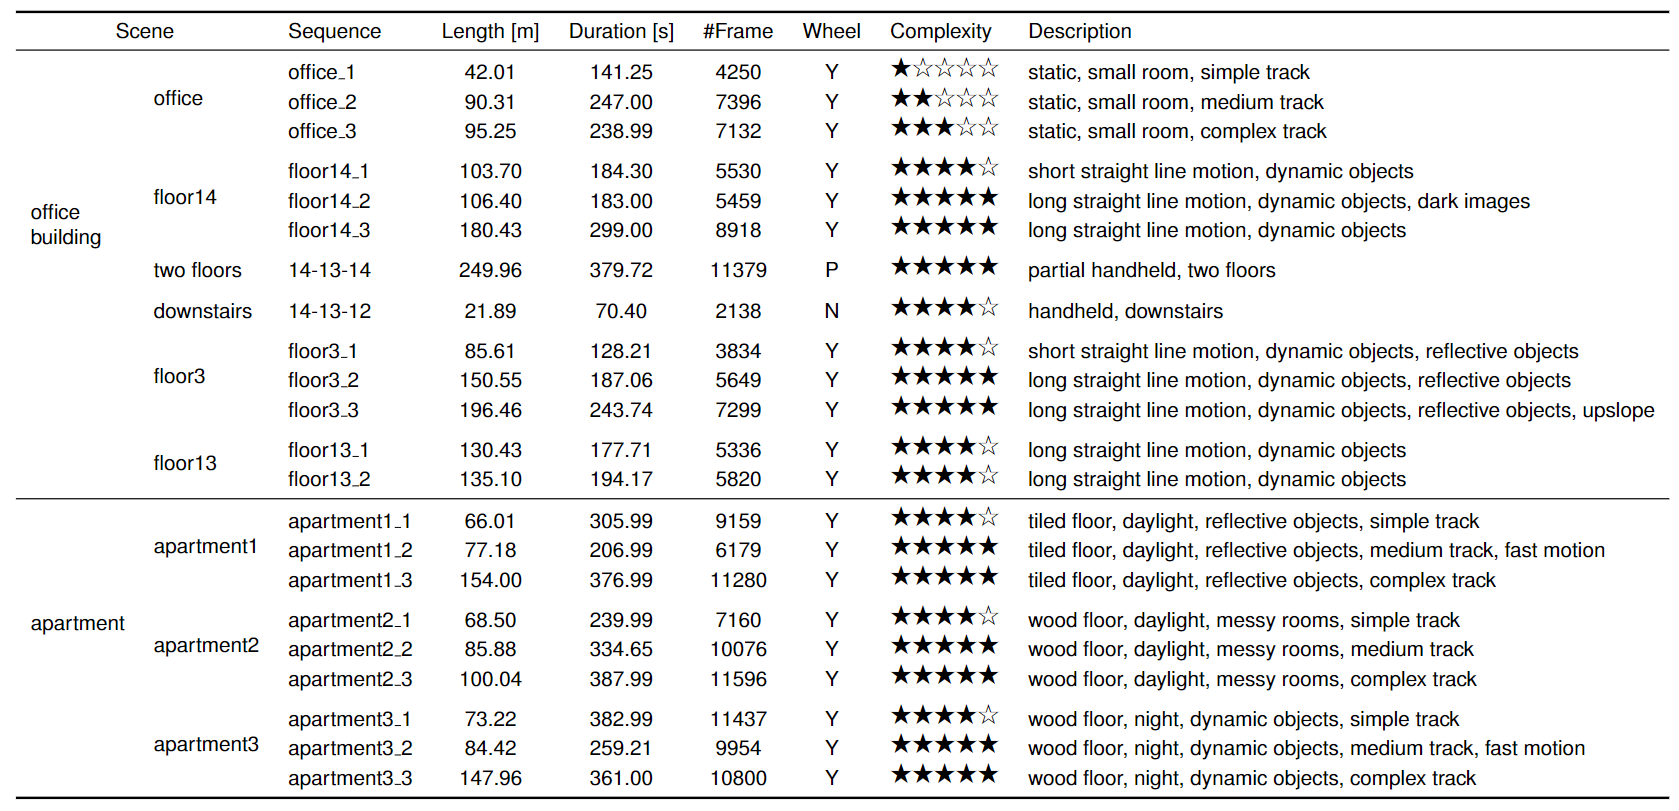 Scene Sequence Length [m] Duration [s] #Frame Wheel Complexity Description
office building
office
office_1 42.01 141.25 4250 Y ★☆☆☆☆ static, small room, simple track
office_2 90.31 247.00 7396 Y ★★☆☆☆ static, small room, medium track
office_3 95.25 238.99 7132 Y ★★★☆☆ static, small room, complex track
floor14
floor14_1 103.70 184.30 5530 Y ★★★★☆ short straight line motion, dynamic objects
floor14_2 106.40 183.00 5459 Y ★★★★★ long straight line motion, dynamic objects, dark images
floor14_3 180.43 299.00 8918 Y ★★★★★ long straight line motion, dynamic objects
two floors 14-13-14 249.96 379.72 11379 P ★★★★★ partial handheld, two floors
downstairs 14-13-12 21.89 70.40 2138 N ★★★★☆ handheld, downstairs
floor3
floor3_1 85.61 128.21 3834 Y ★★★★☆ short straight line motion, dynamic objects, reflective objects
floor3_2 150.55 187.06 5649 Y ★★★★★ long straight line motion, dynamic objects, reflective objects
floor3_3 196.46 243.74 7299 Y ★★★★★ long straight line motion, dynamic objects, reflective objects, upslope
floor13
floor13_1 130.43 177.71 5336 Y ★★★★☆ long straight line motion, dynamic objects
floor13_2 135.10 194.17 5820 Y ★★★★☆ long straight line motion, dynamic objects
apartment
apartment1
apartment1_1 66.01 305.99 9159 Y ★★★★☆ tiled floor, daylight, reflective objects, simple track
apartment1_2 77.18 206.99 6179 Y ★★★★★ tiled floor, daylight, reflective objects, medium track, fast motion
apartment1_3 154.00 376.99 11280 Y ★★★★★ tiled floor, daylight, reflective objects, complex track
apartment2
apartment2_1 68.50 239.99 7160 Y ★★★★☆ wood floor, daylight, messy rooms, simple track
apartment2_2 85.88 334.65 10076 Y ★★★★★ wood floor, daylight, messy rooms, medium track
apartment2_3 100.04 387.99 11596 Y ★★★★★ wood floor, daylight, messy rooms, complex track
apartment3
apartment3_1 73.22 382.99 11437 Y ★★★★☆ wood floor, night, dynamic objects, simple track
apartment3_2 84.42 259.21 9954 Y ★★★★★ wood floor, night, dynamic objects, medium track, fast motion
apartment3_3 147.96 361.00 10800 Y ★★★★★ wood floor, night, dynamic objects, complex track